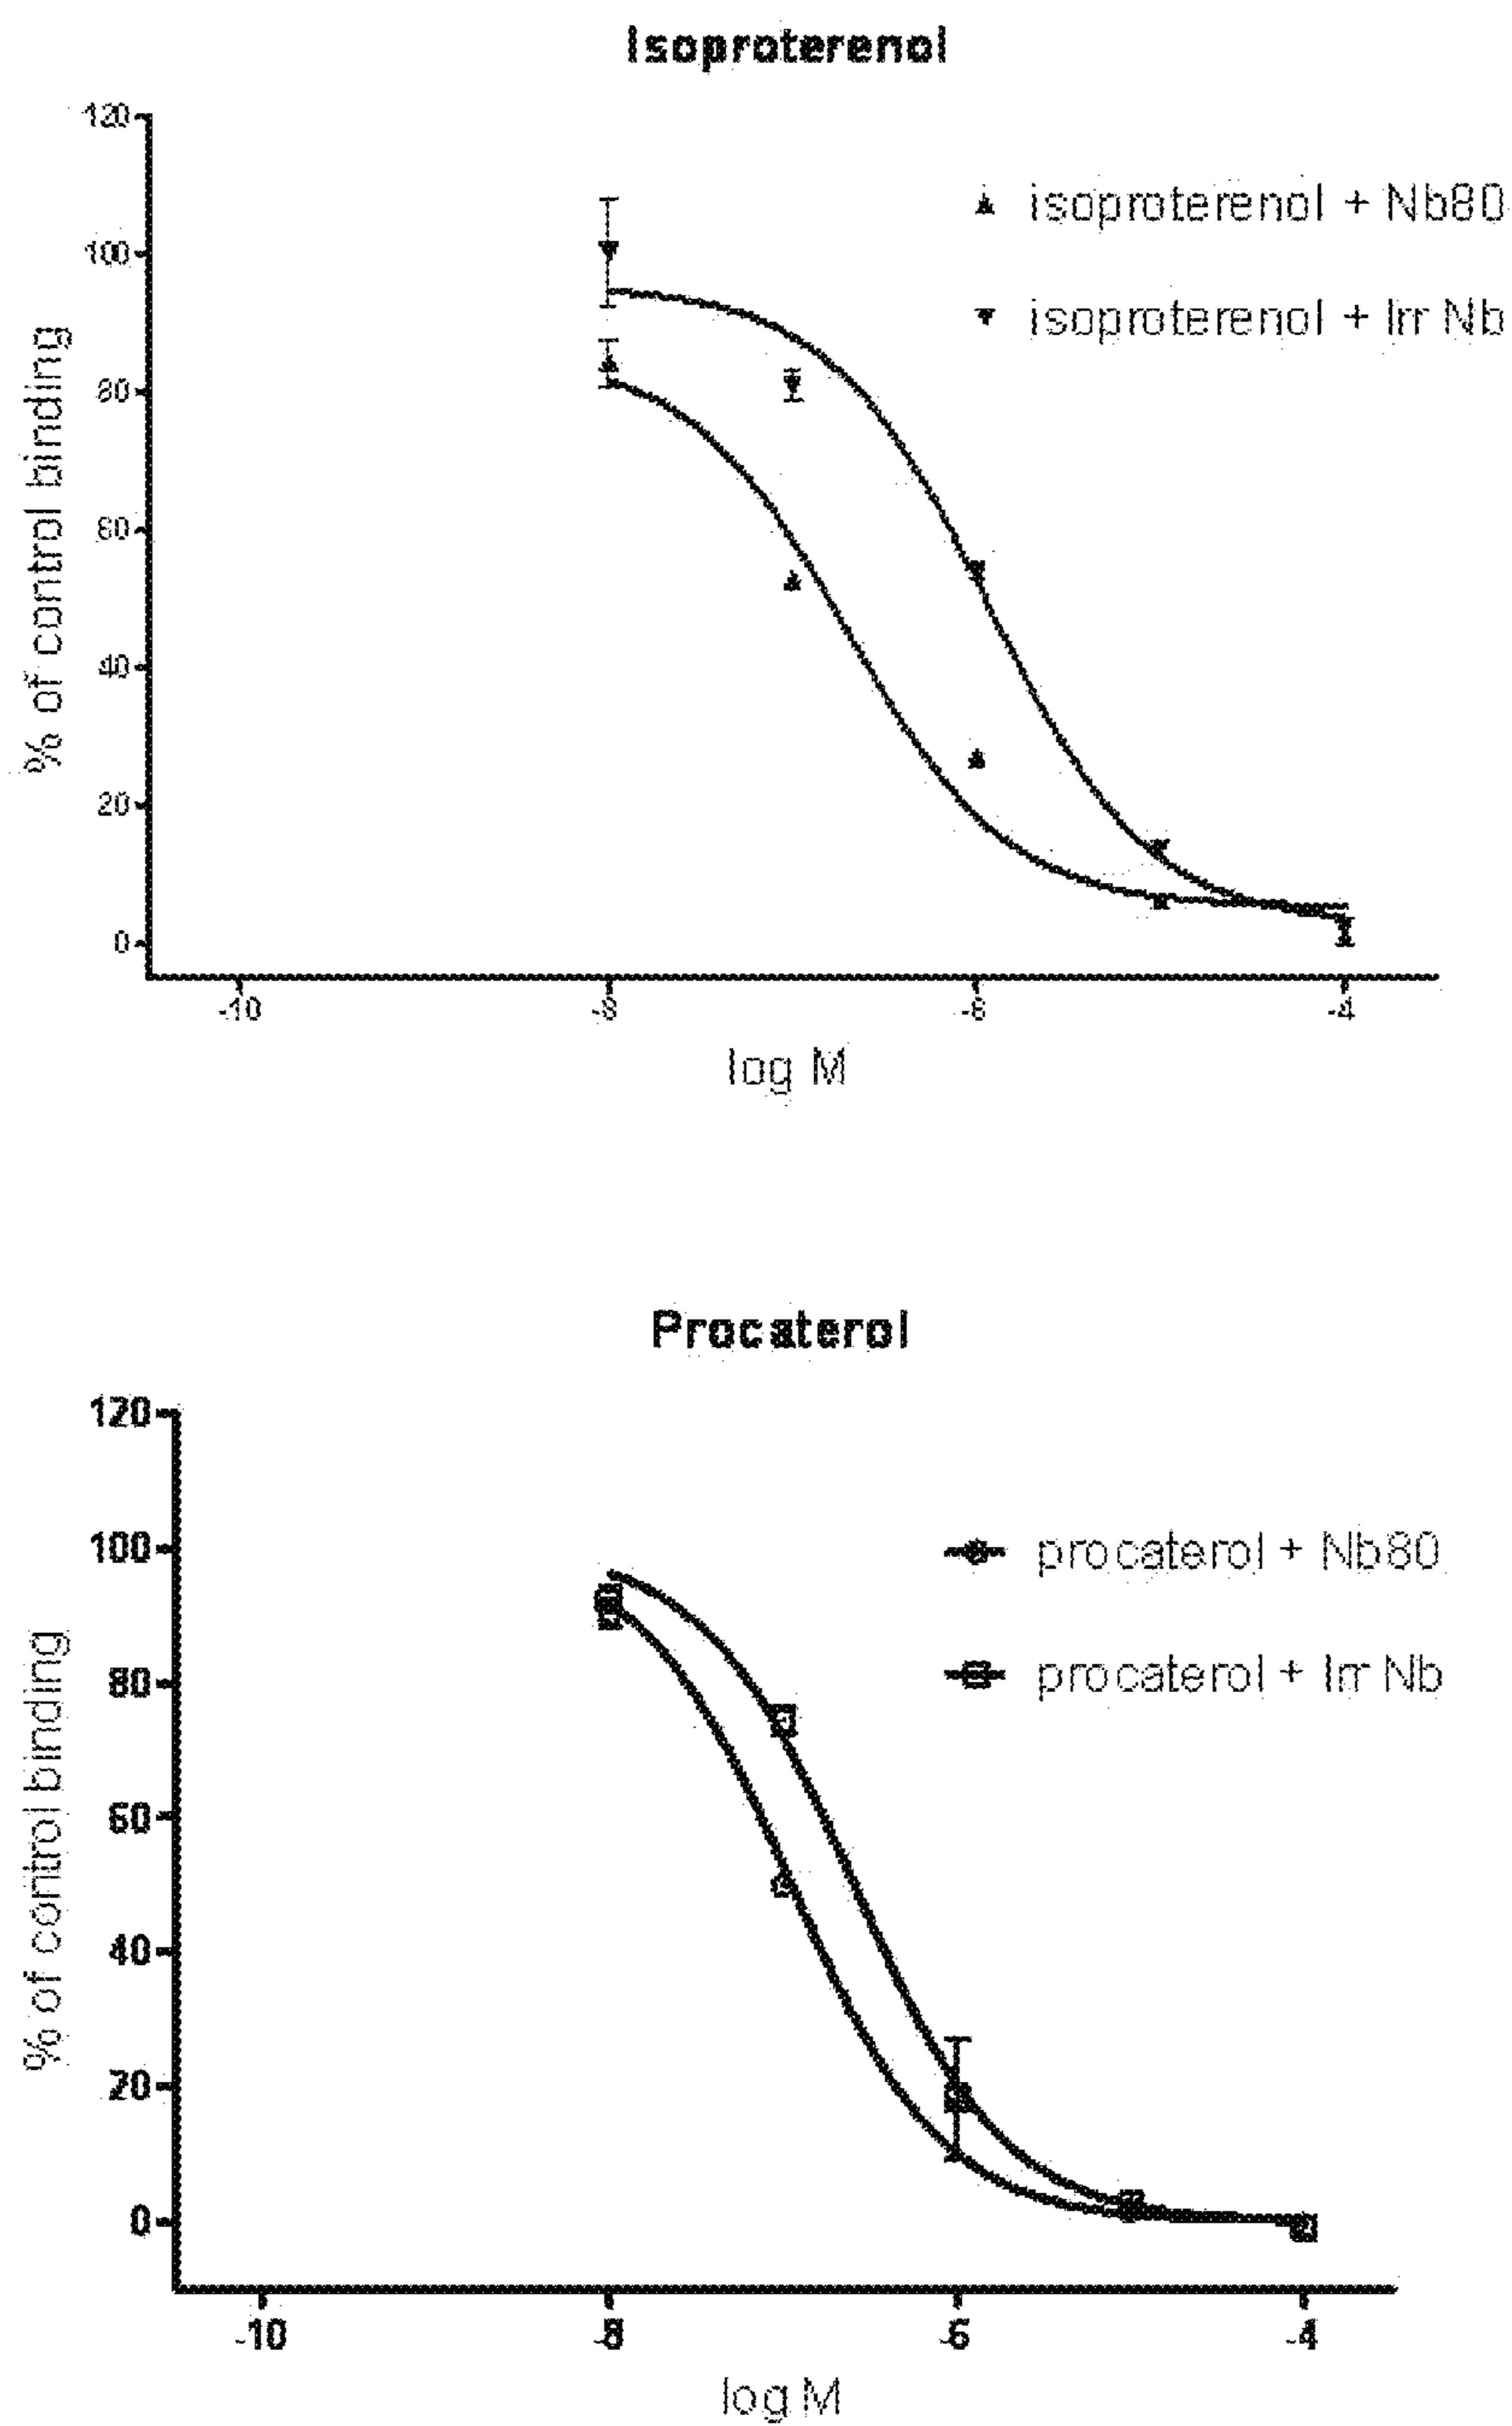 Isoproterenol
120
100
80
60
40
20
0
% of control binding
isoproterenol + Nb80
isoproterenol + Irr Nb
-10
-8
-6
-4
log M
Procaterol
120
100
80
60
40
20
0
% of control binding
procaterol + Nb80
procaterol + Irr Nb
-10
-8
-6
-4
log M